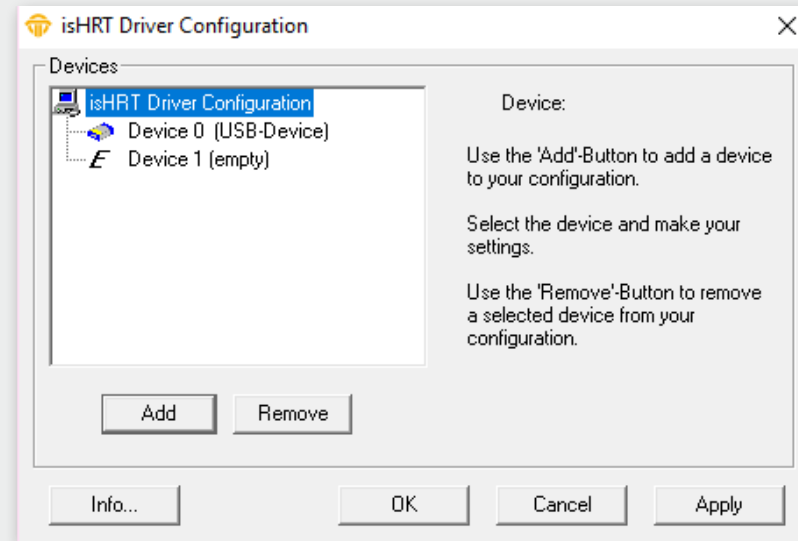 isHRT Driver Configuration
Devices
isHRT Driver Configuration
Device 0 (USB-Device)
E Device 1 (empty)
Device:
Use the 'Add'-Button to add a device
to your configuration.
Select the device and make your
settings.
Use the 'Remove'-Button to remove
a selected device from your
configuration.
Add Remove
Info... OK Cancel Apply